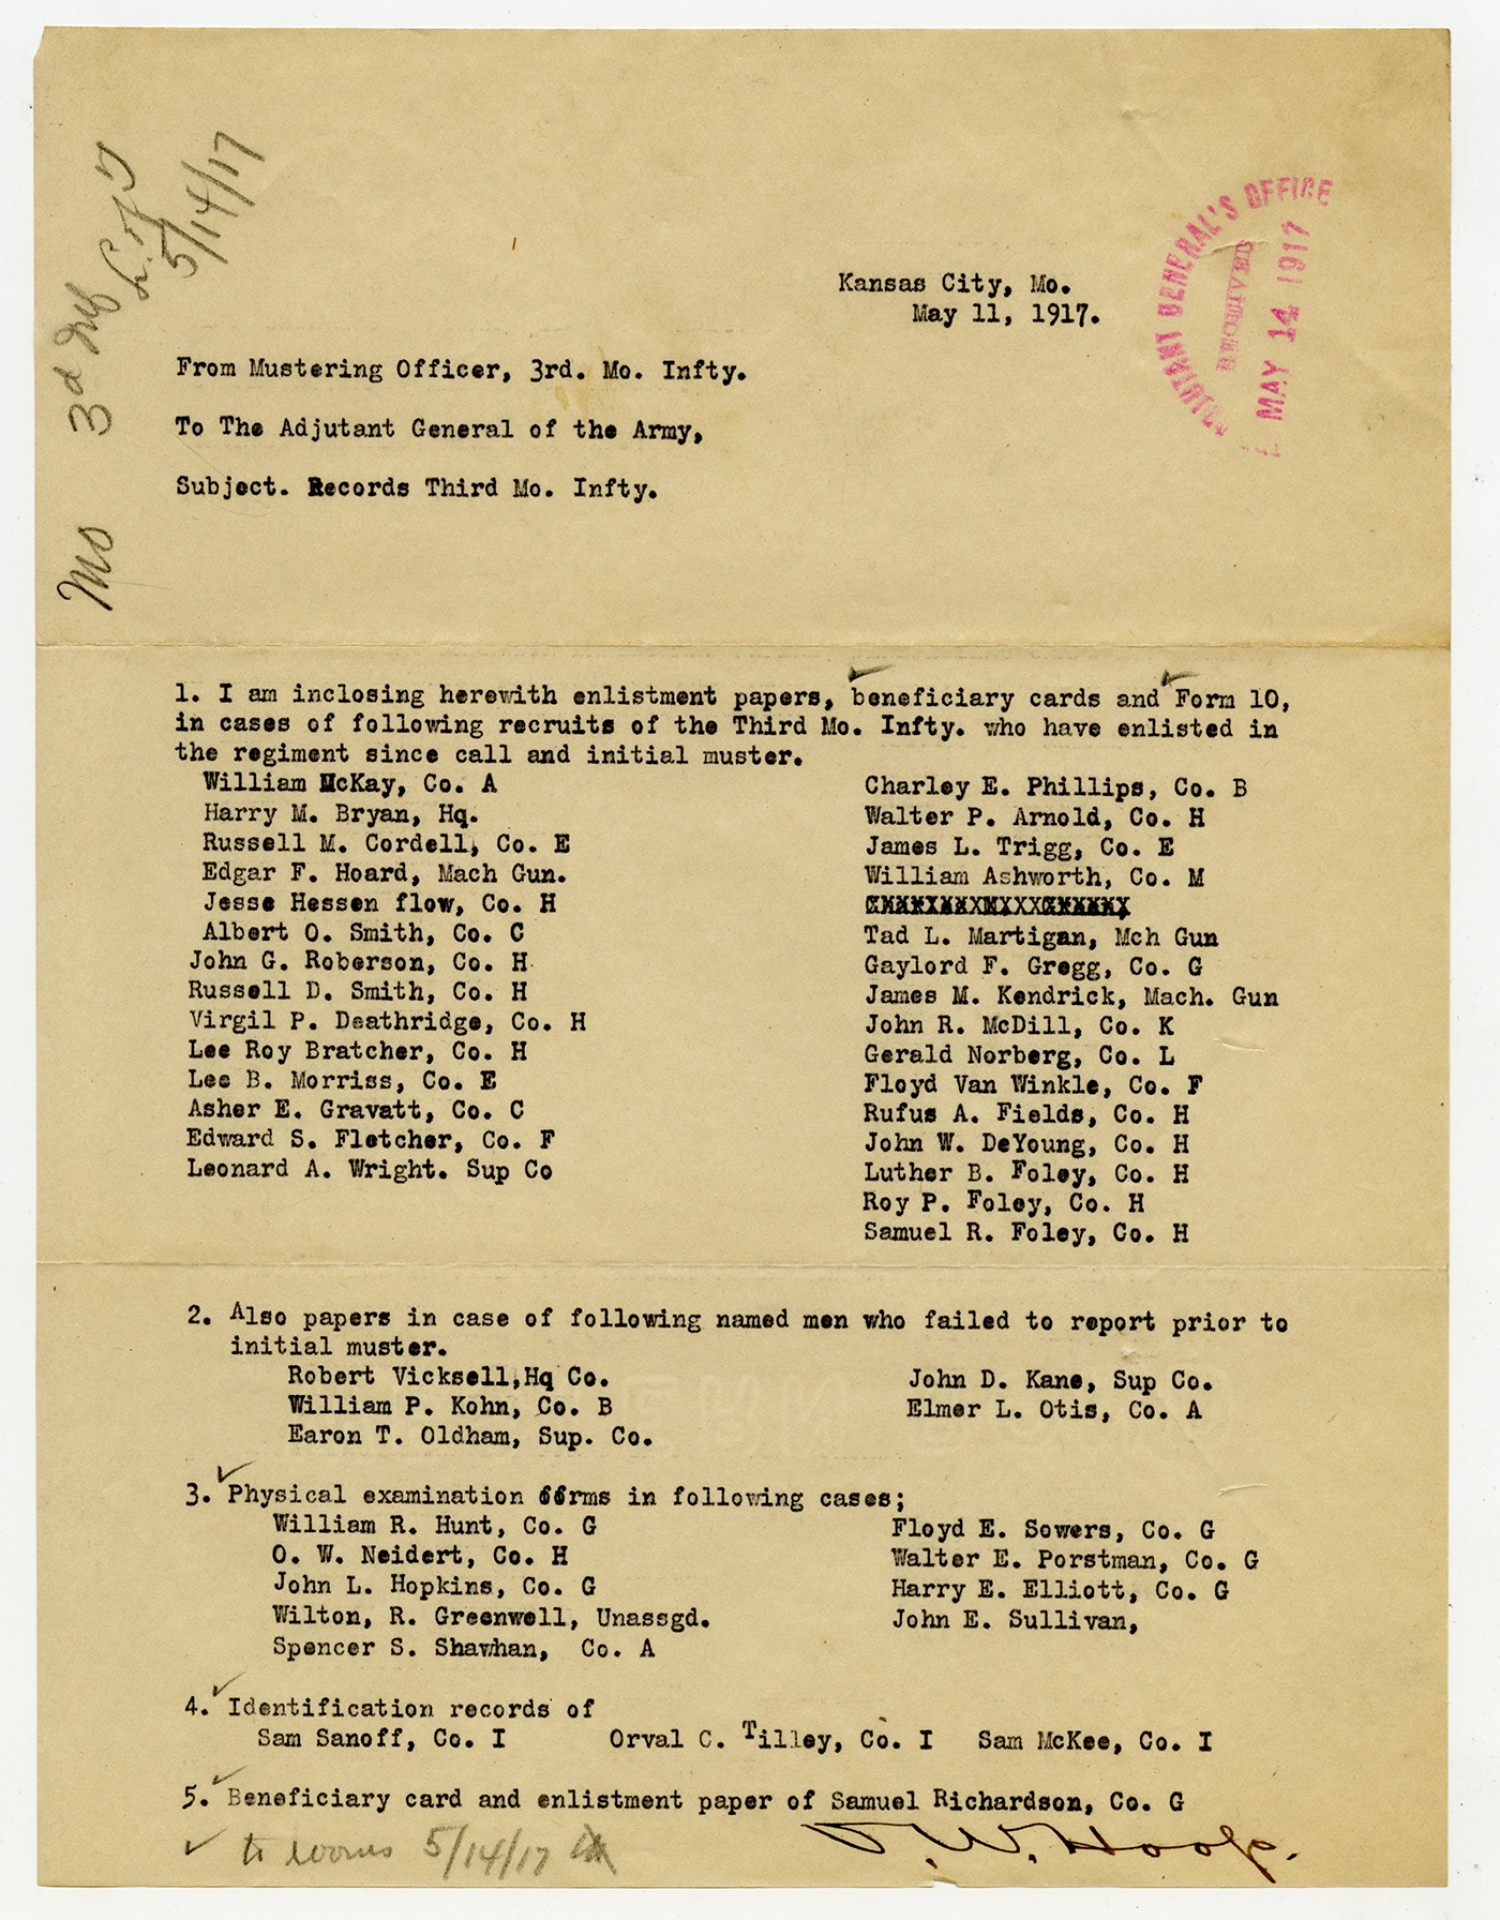 Mo 3d Inf
5/14/17
ADJUTANT GENERAL'S OFFICE
RECEIVED
MAY 14 1917
Kansas City, Mo.
May 11, 1917.
From Mustering Officer, 3rd. Mo. Infty.
To The Adjutant General of the Army,
Subject. Records Third Mo. Infty.
1. I am inclosing herewith enlistment papers, beneficiary cards and Form 10,
in cases of following recruits of the Third Mo. Infty. who have enlisted in
the regiment since call and initial muster.
William McKay, Co. A
Harry M. Bryan, Hq.
Russell M. Cordell, Co. E
Edgar F. Hoard, Mach Gun.
Jesse Hessen flow, Co. H
Albert O. Smith, Co. C
John G. Roberson, Co. H
Russell D. Smith, Co. H
Virgil P. Deathridge, Co. H
Lee Roy Bratcher, Co. H
Lee B. Morriss, Co. E
Asher E. Gravatt, Co. C
Edward S. Fletcher, Co. F
Leonard A. Wright. Sup Co
Charley E. Phillips, Co. B
Walter P. Arnold, Co. H
James L. Trigg, Co. E
William Ashworth, Co. M
Tad L. Martigan, Mch Gun
Gaylord F. Gregg, Co. G
James M. Kendrick, Mach. Gun
John R. McDill, Co. K
Gerald Norberg, Co. L
Floyd Van Winkle, Co. F
Rufus A. Fields, Co. H
John W. DeYoung, Co. H
Luther B. Foley, Co. H
Roy P. Foley, Co. H
Samuel R. Foley, Co. H
2. Also papers in case of following named men who failed to report prior to
initial muster.
Robert Vicksell,Hq Co.
William P. Kohn, Co. B
Earon T. Oldham, Sup. Co.
John D. Kane, Sup Co.
Elmer L. Otis, Co. A
3. Physical examination forms in following cases;
William R. Hunt, Co. G
O. W. Neidert, Co. H
John L. Hopkins, Co. G
Wilton, R. Greenwell, Unassgd.
Spencer S. Shawhan, Co. A
Floyd E. Sowers, Co. G
Walter E. Porstman, Co. G
Harry E. Elliott, Co. G
John E. Sullivan,
4. Identification records of
Sam Sanoff, Co. I Orval C. Tilley, Co. I Sam McKee, Co. I
5. Beneficiary card and enlistment paper of Samuel Richardson, Co. G
to rooms 5/14/17
W. Hoop.